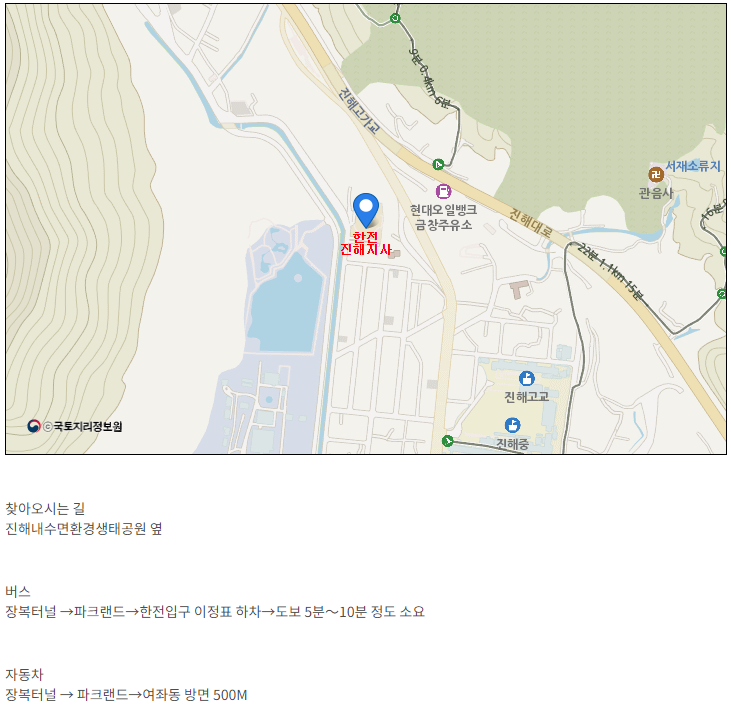 9분 0.4km 6분
진해고가교
서재소류지
관음사
현대오일뱅크
금창주유소
진해대로
한전
진해지사
22분 1.1km 15분
진해고교
진해중
©국토지리정보원
찾아오시는 길
진해내수면환경생태공원 옆
버스
장복터널 →파크랜드→한전입구 이정표 하차→도보 5분~10분 정도 소요
자동차
장복터널 → 파크랜드→여좌동 방면 500M